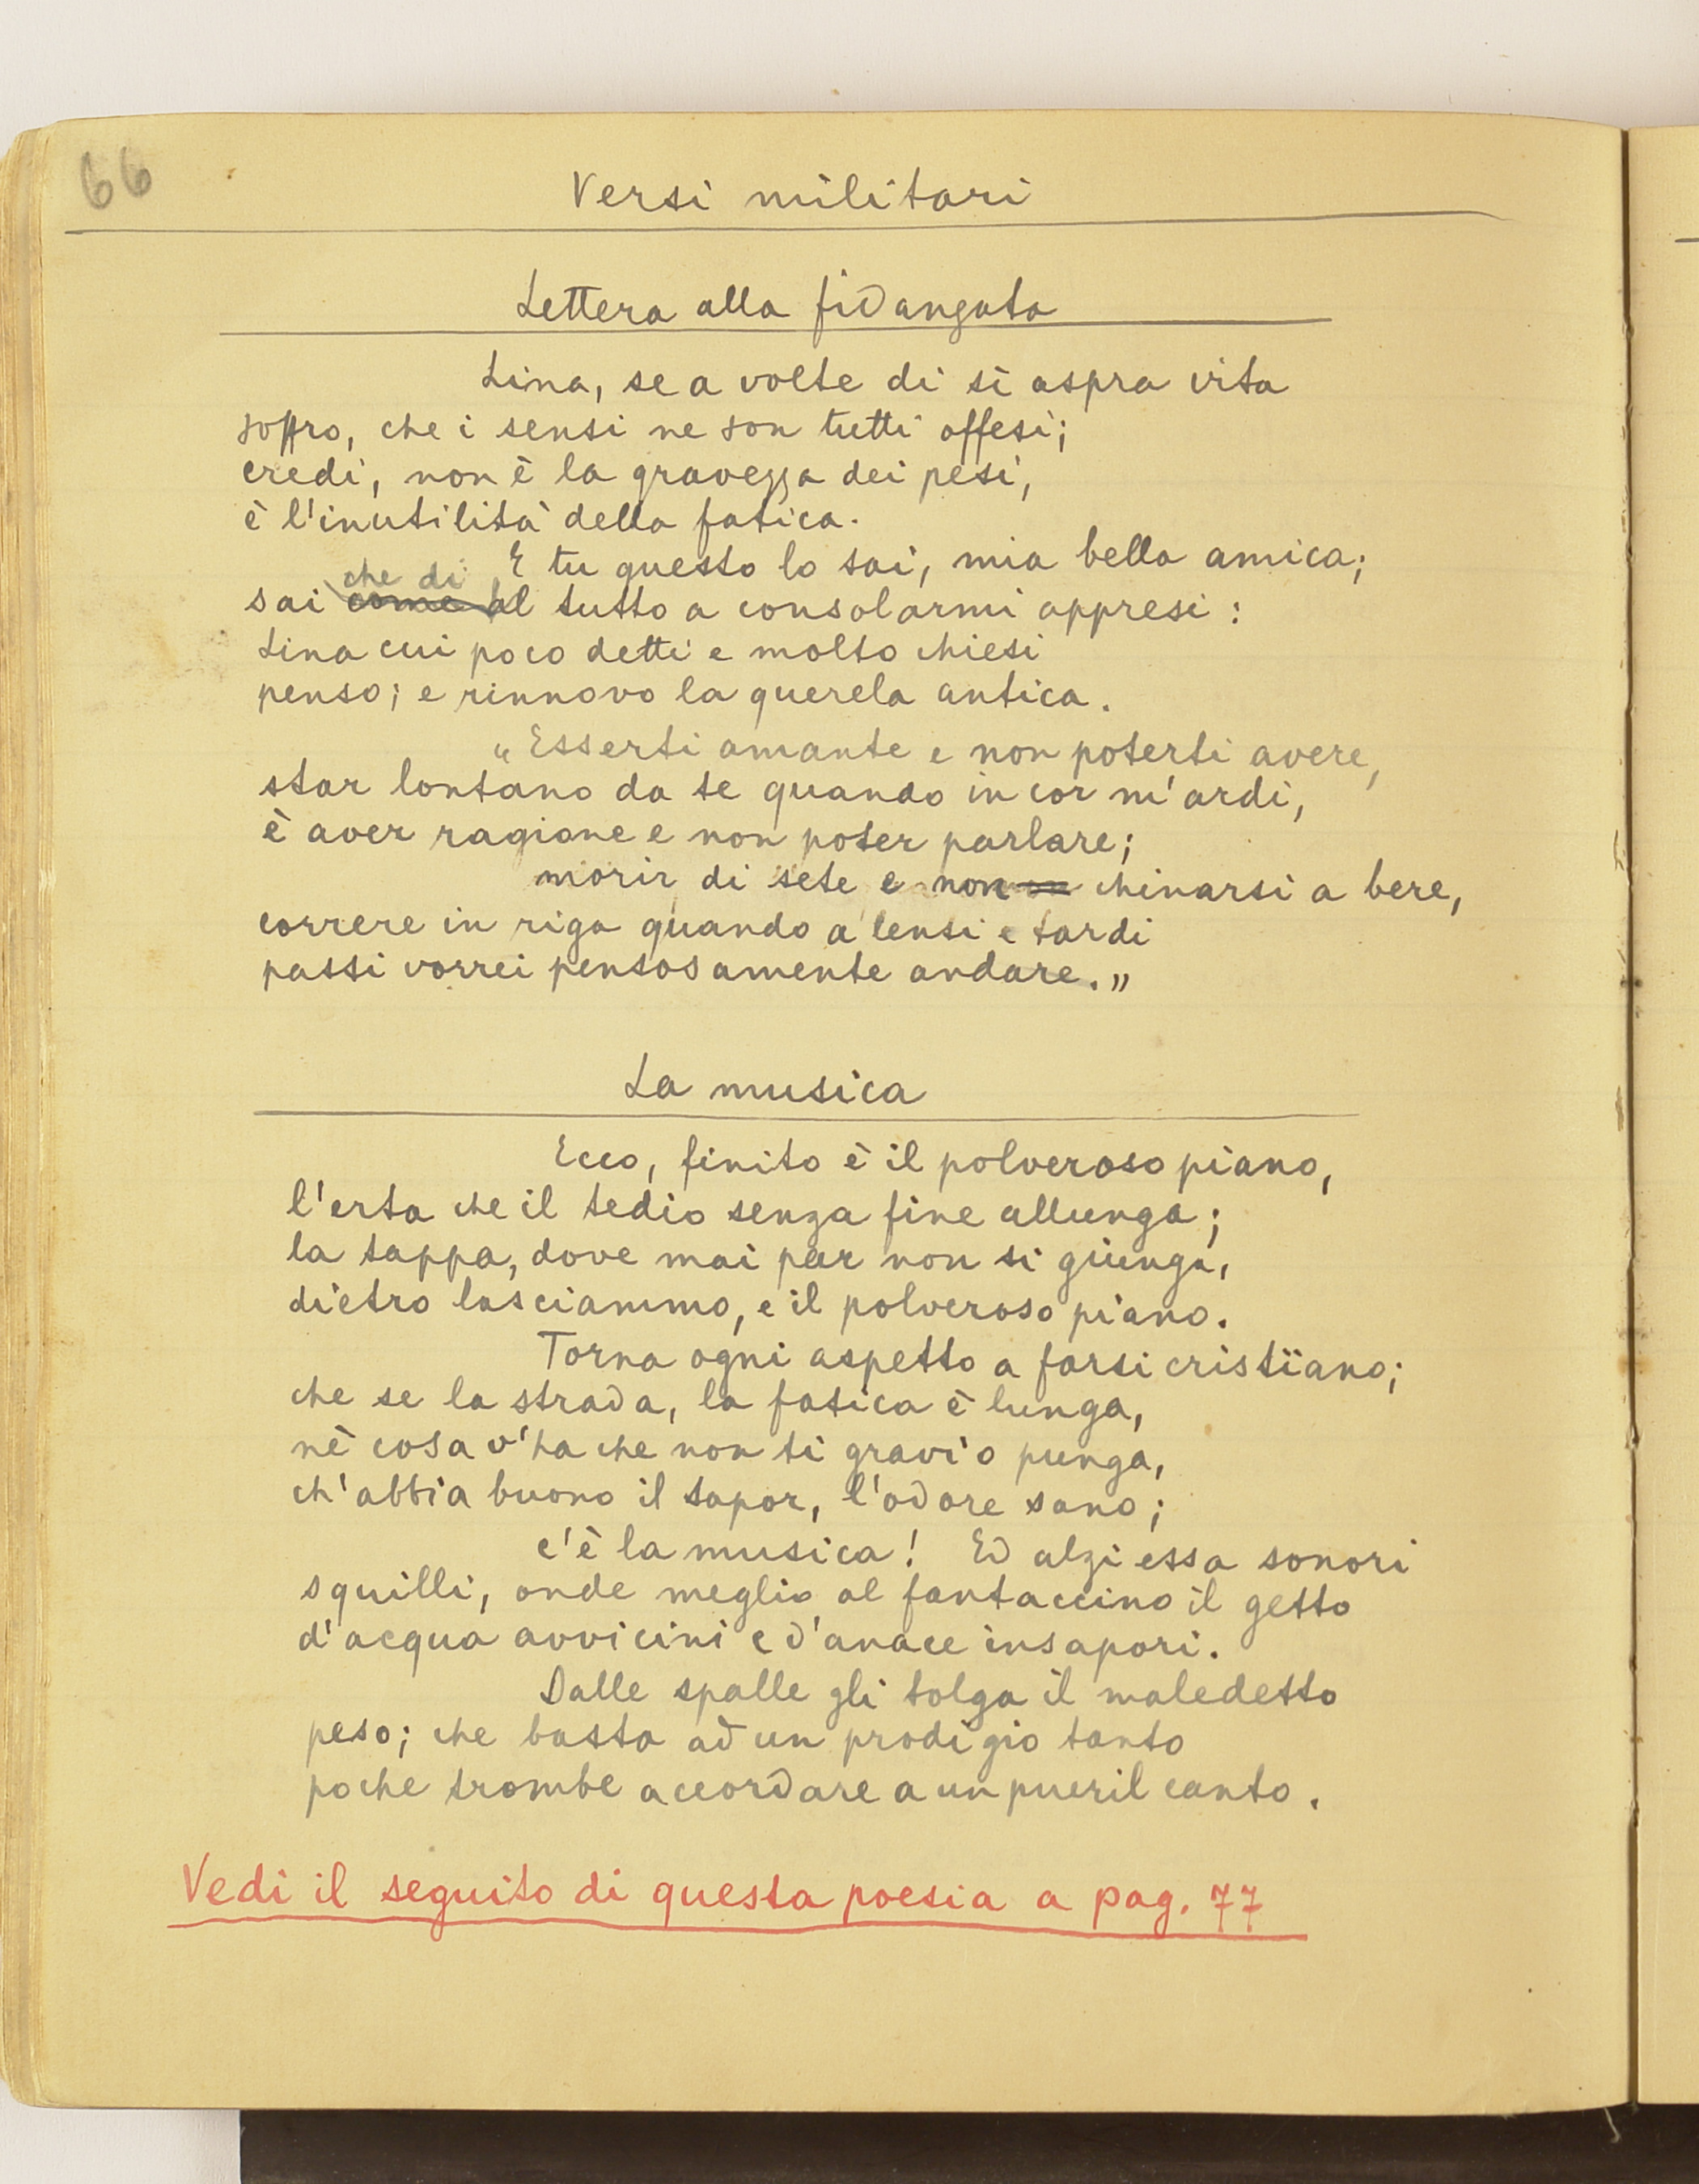 66
Versi militari
Lettera alla fidanzata
Lina, se a volte di sì aspra vita
soffro, che i sensi ne son tutti offesi;
credi, non è la gravezza dei pesi,
è l'inutilità della fatica.
E tu questo lo sai, mia bella amica;
che di
sai come al tutto a consolarmi appresi:
Lina cui poco detti e molto chiesi
penso; e rinnovo la querela antica.
"Esserti amante e non poterti avere,
star lontano da te quando in cor m'ardi,
è aver ragione e non poter parlare;
morir di sete e non chinarsi a bere,
correre in riga quando a lenti e tardi
passi vorrei pensosamente andare."
La musica
Ecco, finito è il polveroso piano,
l'erta che il tedio senza fine allunga;
la tappa, dove mai par non si giunga,
dietro lasciammo, e il polveroso piano.
Torna ogni aspetto a farsi cristïano;
che se la strada, la fatica è lunga,
nè cosa v'ha che non ti gravi o punga,
ch'abbia buono il sapor, l'odore sano;
c'è la musica! Ed alzi essa sonori
squilli, onde meglio al fantaccino il getto
d'acqua avvicini e d'anace insapori.
Dalle spalle gli tolga il maledetto
peso; che basta ad un prodigio tanto
poche trombe accordare a un pueril canto.
Vedi il seguito di questa poesia a pag. 77